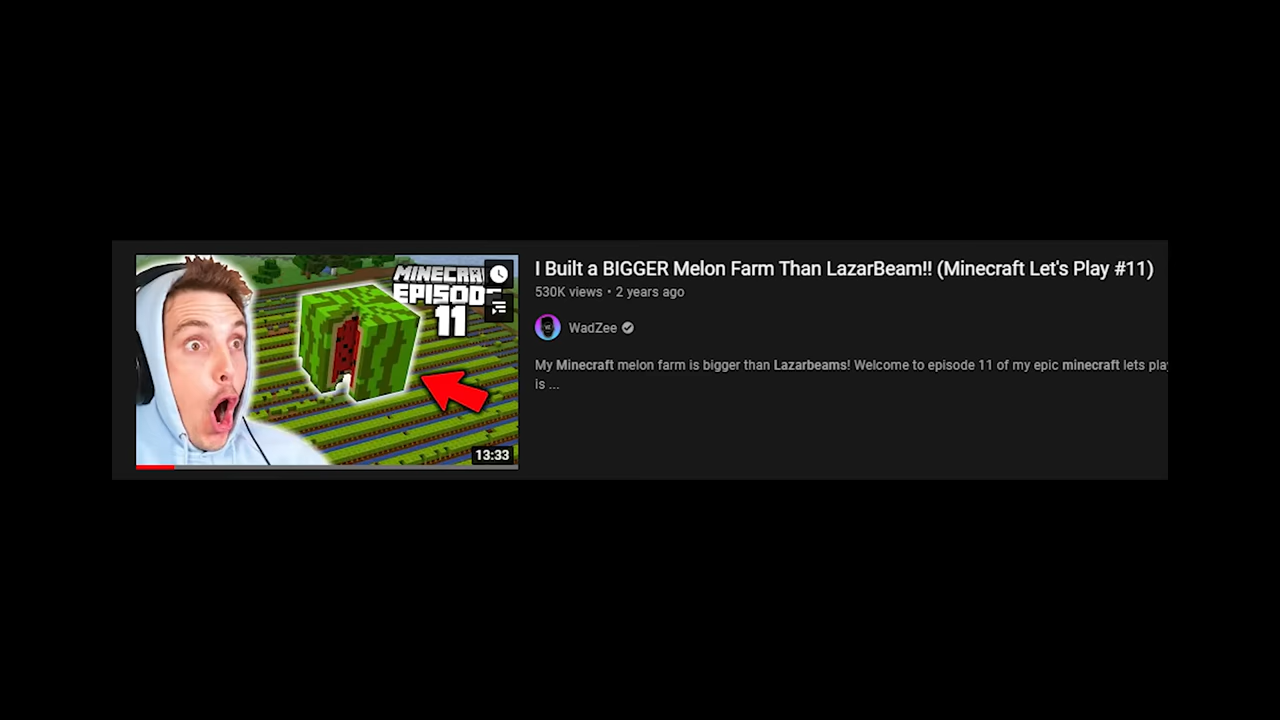 MINECRA
EPISODE
11
13:33
I Built a BIGGER Melon Farm Than LazarBeam!! (Minecraft Let's Play #11)
530K views • 2 years ago
WadZee
My Minecraft melon farm is bigger than Lazarbeams! Welcome to episode 11 of my epic minecraft lets play
is ...